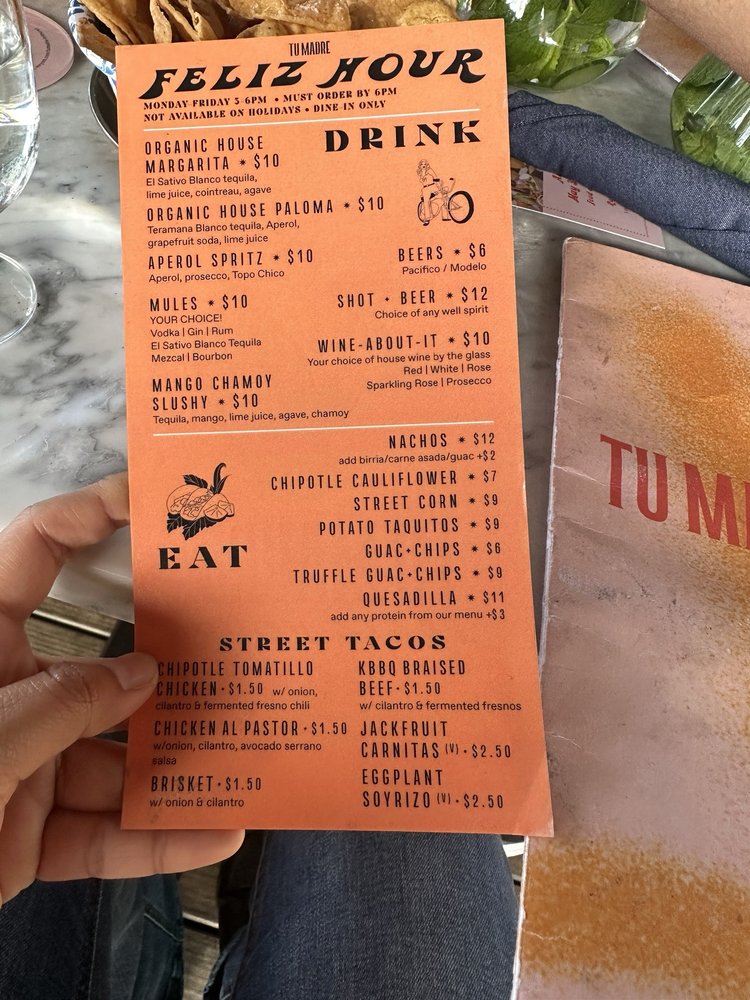 TU MADRE
FELIZ HOUR
MONDAY-FRIDAY 3-6PM • MUST ORDER BY 6PM
NOT AVAILABLE ON HOLIDAYS • DINE-IN ONLY
DRINK
ORGANIC HOUSE
MARGARITA * $10
El Sativo Blanco tequila,
lime juice, cointreau, agave
ORGANIC HOUSE PALOMA * $10
Teramana Blanco tequila, Aperol,
grapefruit soda, lime juice
APEROL SPRITZ * $10
Aperol, prosecco, Topo Chico
MULES * $10
YOUR CHOICE!
Vodka | Gin | Rum
El Sativo Blanco Tequila
Mezcal | Bourbon
MANGO CHAMOY
SLUSHY * $10
Tequila, mango, lime juice, agave, chamoy
BEERS * $6
Pacifico / Modelo
SHOT + BEER * $12
Choice of any well spirit
WINE-ABOUT-IT * $10
Your choice of house wine by the glass
Red | White | Rose
Sparkling Rose | Prosecco
EAT
NACHOS * $12
add birria/carne asada/guac +$2
CHIPOTLE CAULIFLOWER * $7
STREET CORN * $9
POTATO TAQUITOS * $9
GUAC+CHIPS * $6
TRUFFLE GUAC+CHIPS * $9
QUESADILLA * $11
add any protein from our menu +$3
STREET TACOS
CHIPOTLE TOMATILLO
CHICKEN • $1.50 w/ onion,
cilantro & fermented fresno chili
CHICKEN AL PASTOR • $1.50
w/onion, cilantro, avocado serrano
salsa
BRISKET • $1.50
w/ onion & cilantro
KBBQ BRAISED
BEEF • $1.50
w/ cilantro & fermented fresnos
JACKFRUIT
CARNITAS (V) • $2.50
EGGPLANT
SOYRIZO (V) • $2.50
TU M